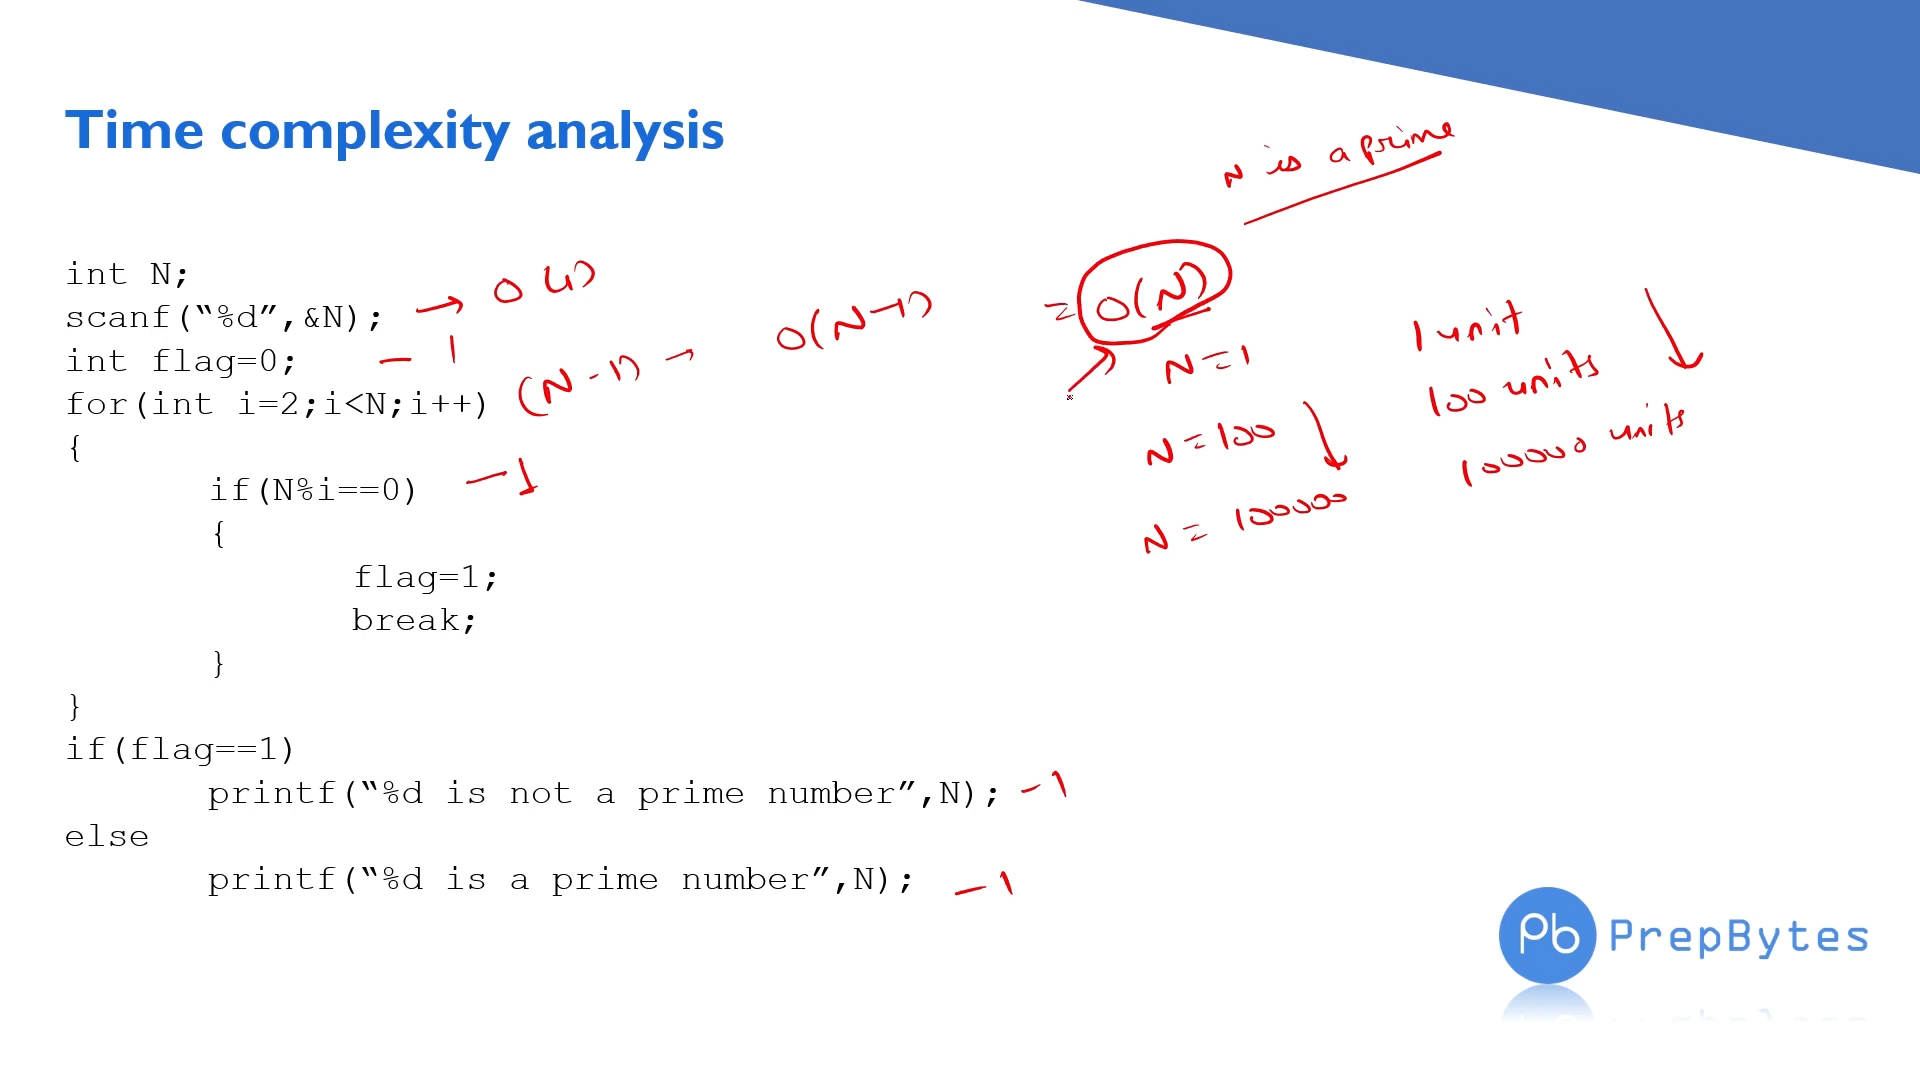 Time complexity analysis
N is a prime
int N;
scanf(“%d”,&N); → O (1)
int flag=0; - 1
for(int i=2;i<N;i++) (N-1) → O(N-1) = O(N)
{
if(N%i==0) - 1
{
flag=1;
break;
}
}
if(flag==1)
printf(“%d is not a prime number”,N); - 1
else
printf(“%d is a prime number”,N); - 1
N=1 1 unit
N=100 100 units
N = 100000 100000 units
Pb PrepBytes